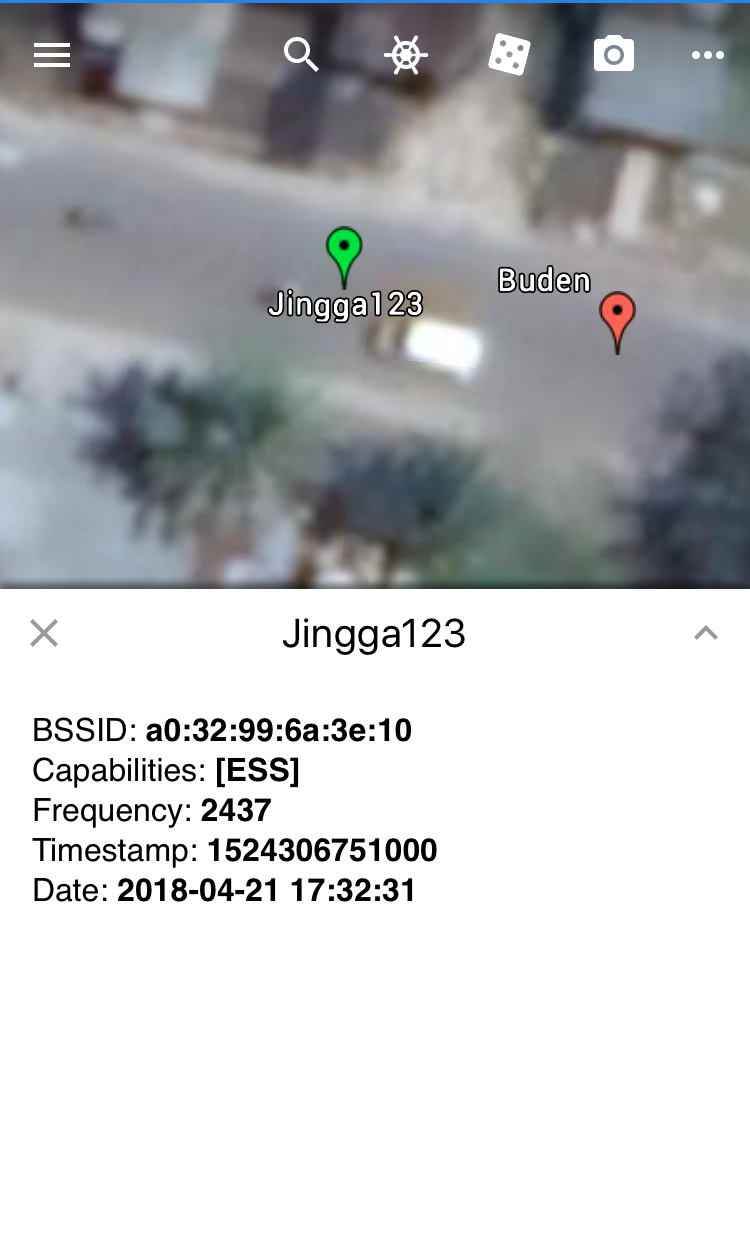 Buden
Jingga123
Jingga123
BSSID: a0:32:99:6a:3e:10
Capabilities: [ESS]
Frequency: 2437
Timestamp: 1524306751000
Date: 2018-04-21 17:32:31